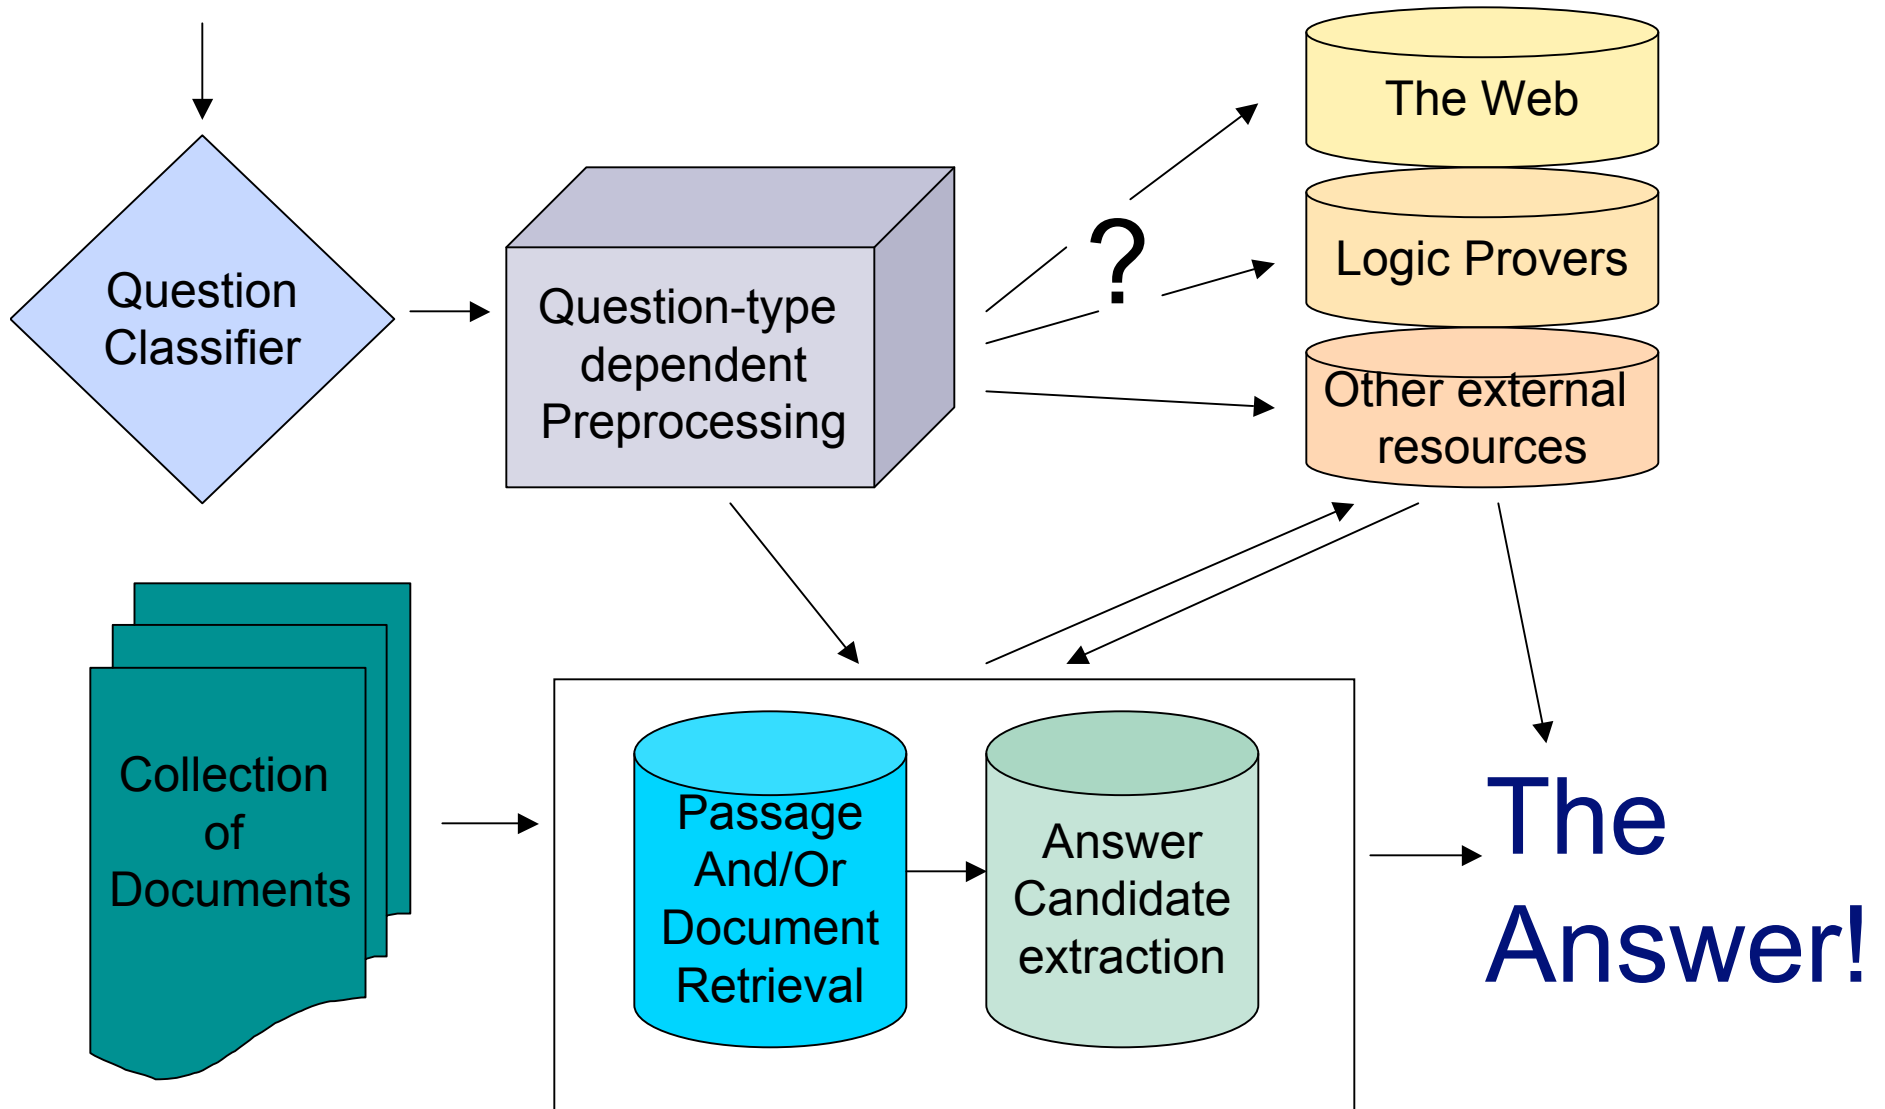 The Web
?
Logic Provers
Question
Classifier
Question-type
dependent
Preprocessing
Other external
resources
Collection
of
Documents
Passage
And/Or
Document
Retrieval
Answer
Candidate
extraction
The
Answer!